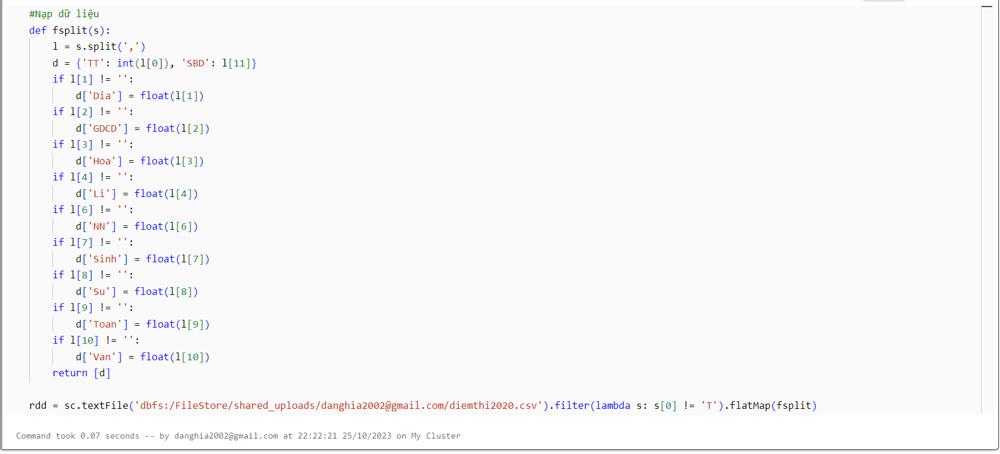 #Nạp dữ liệu
def fsplit(s):
    l = s.split(',')
    d = {'TT': int(l[0]), 'SBD': l[11]}
    if l[1] != '':
        d['Dia'] = float(l[1])
    if l[2] != '':
        d['GDCD'] = float(l[2])
    if l[3] != '':
        d['Hoa'] = float(l[3])
    if l[4] != '':
        d['Li'] = float(l[4])
    if l[6] != '':
        d['NN'] = float(l[6])
    if l[7] != '':
        d['Sinh'] = float(l[7])
    if l[8] != '':
        d['Su'] = float(l[8])
    if l[9] != '':
        d['Toan'] = float(l[9])
    if l[10] != '':
        d['Van'] = float(l[10])
    return [d]
rdd = sc.textFile('dbfs:/FileStore/shared_uploads/danghia2002@gmail.com/diemthi2020.csv').filter(lambda s: s[0] != 'T').flatMap(fsplit)
Command took 0.07 seconds -- by danghia2002@gmail.com at 22:22:21 25/10/2023 on My Cluster